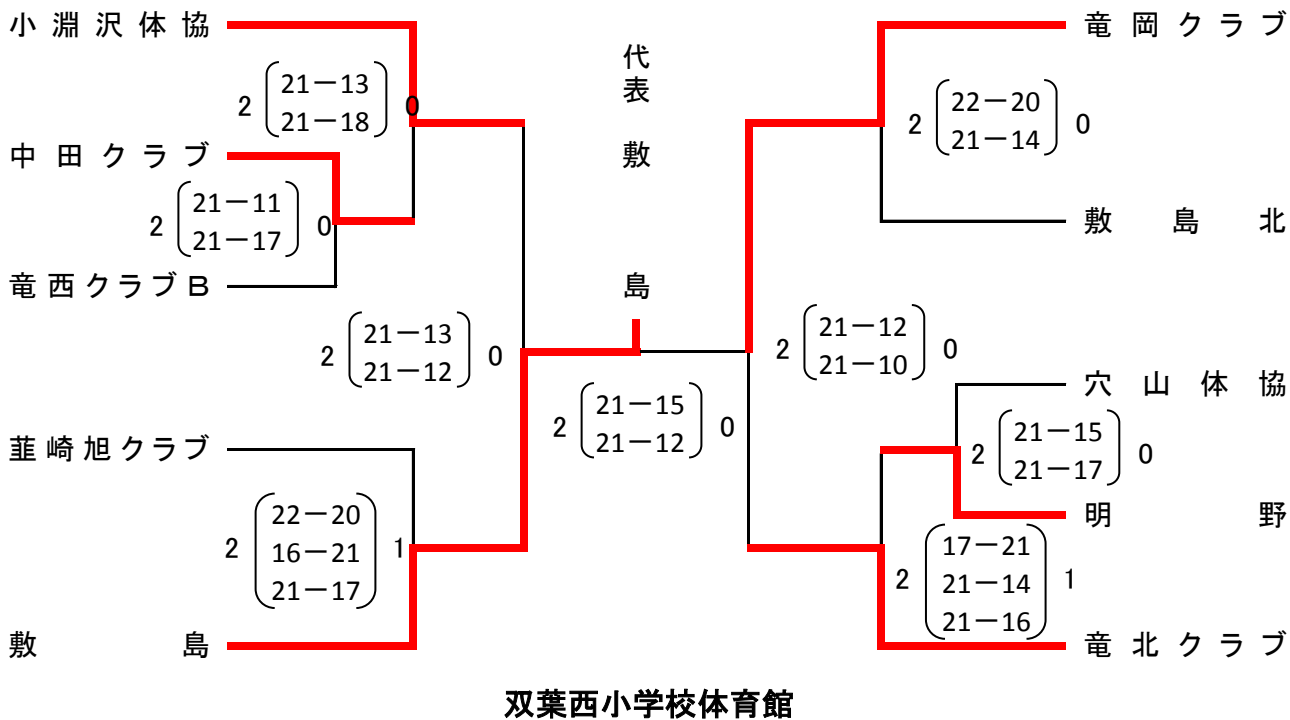 小淵沢体協
2 21－13 0
21－18
中田クラブ
2 21－11 0
21－17
竜西クラブB
2 21－13 0
21－12
韮崎旭クラブ
2 22－20 1
16－21
21－17
敷島
代表 敷島
2 21－15 0
21－12
竜岡クラブ
2 22－20 0
21－14
敷島北
2 21－12 0
21－10
穴山体協
2 21－15 0
21－17
明野
2 17－21 1
21－14
21－16
竜北クラブ
双葉西小学校体育館